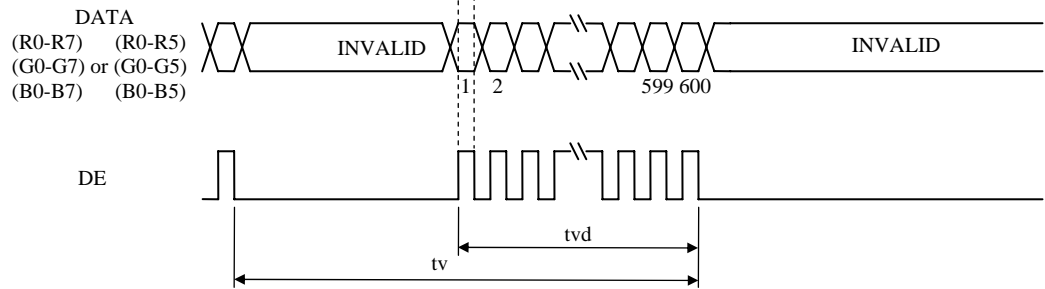 DATA
(R0-R7) (R0-R5)
(G0-G7) or (G0-G5)
(B0-B7) (B0-B5)
INVALID
INVALID
1 2 599 600
DE
tvd
tv